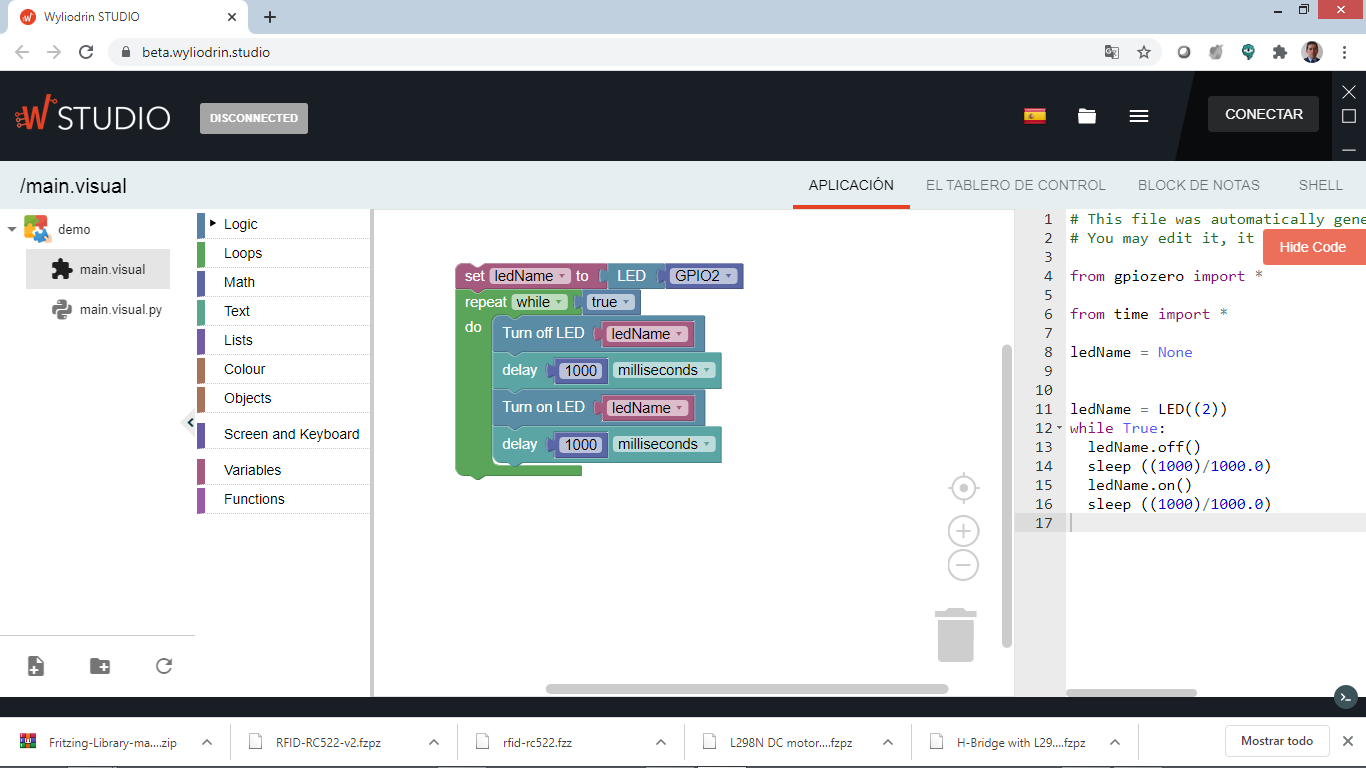 Wyliodrin STUDIO
beta.wyliodrin.studio
W STUDIO
DISCONNECTED
CONECTAR
/main.visual
APLICACIÓN
EL TABLERO DE CONTROL
BLOCK DE NOTAS
SHELL
demo
main.visual
main.visual.py
Logic
Loops
Math
Text
Lists
Colour
Objects
Screen and Keyboard
Variables
Functions
set ledName to LED GPIO2
repeat while true
do
Turn off LED ledName
delay 1000 milliseconds
Turn on LED ledName
delay 1000 milliseconds
Hide Code
1 # This file was automatically gene
2 # You may edit it, it
3
4 from gpiozero import *
5
6 from time import *
7
8 ledName = None
9
10
11 ledName = LED((2))
12 while True:
13 ledName.off()
14 sleep ((1000)/1000.0)
15 ledName.on()
16 sleep ((1000)/1000.0)
17
Fritzing-Library-ma....zip
RFID-RC522-v2.fzpz
rfid-rc522.fzz
L298N DC motor....fzpz
H-Bridge with L29....fzpz
Mostrar todo